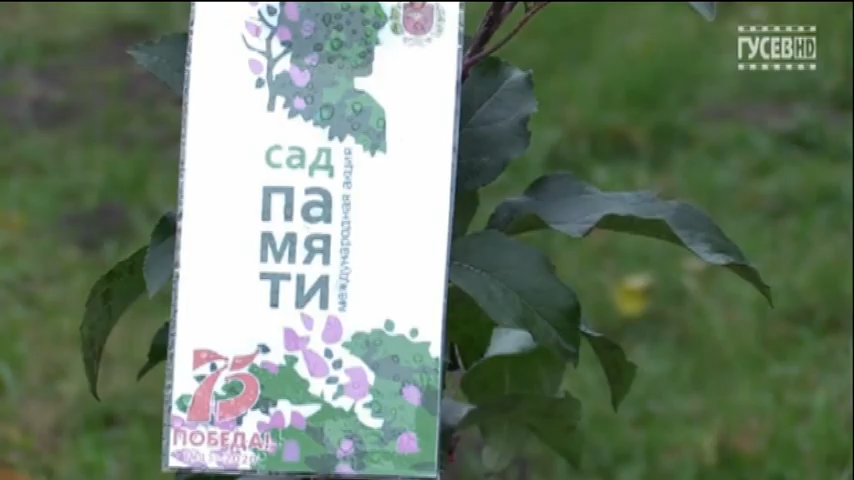 ГУСЕВ HD
сад
па
мя
ти
международная акция
75
ПОБЕДА!